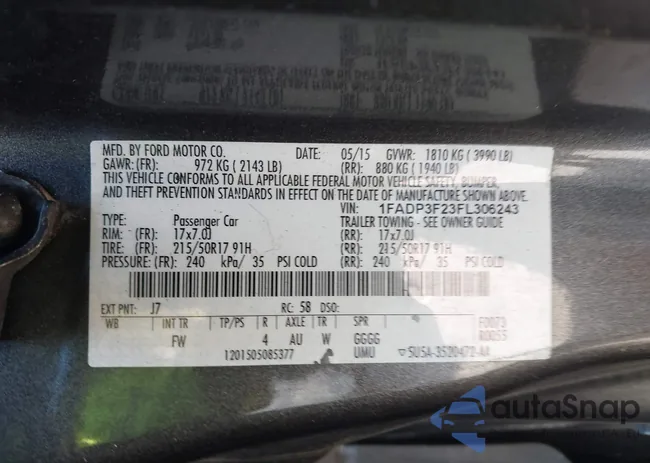 MFD. BY FORD MOTOR CO. DATE: 05/15 GVWR: 1810 KG ( 3990 LB)
GAWR: (FR): 972 KG ( 2143 LB) (RR): 880 KG ( 1940 LB)
THIS VEHICLE CONFORMS TO ALL APPLICABLE FEDERAL MOTOR VEHICLE SAFETY, BUMPER,
AND THEFT PREVENTION STANDARDS IN EFFECT ON THE DATE OF MANUFACTURE SHOWN ABOVE.
VIN: 1FADP3F23FL306243
TYPE: Passenger Car TRAILER TOWING - SEE OWNER GUIDE
RIM: (FR): 17x7.0J (RR): 17x7.0J
TIRE: (FR): 215/50R17 91H (RR): 215/50R17 91H
PRESSURE: (FR): 240 kPa/ 35 PSI COLD (RR): 240 kPa/ 35 PSI COLD
EXT PNT: J7 RC: 58 DSO:
WB INT TR TP/PS R AXLE TR SPR F0073
FW 4 AU W GGGG R0055
1201505085377 UMU 5U5A-3520472-AA
autoSnap